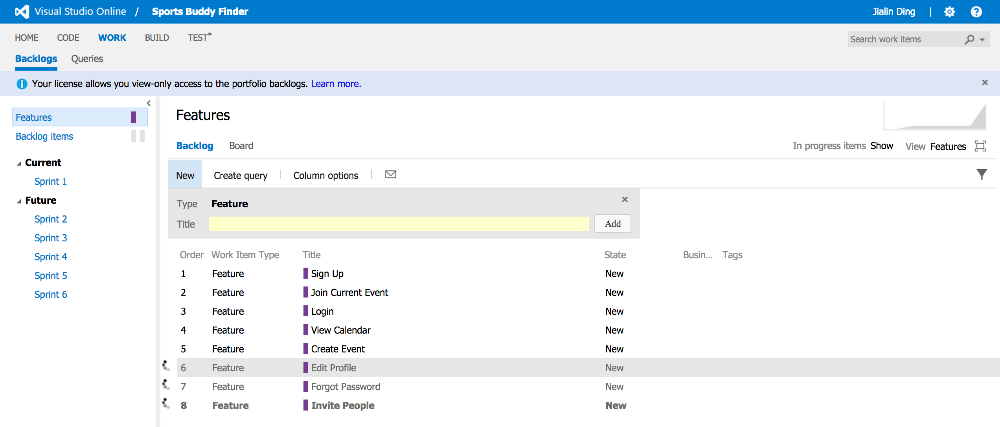 Visual Studio Online / Sports Buddy Finder
Jialin Ding |
HOME CODE WORK BUILD TEST*
Search work items
Backlogs Queries
Your license allows you view-only access to the portfolio backlogs. Learn more.
Features
Backlog items
Current
Sprint 1
Future
Sprint 2
Sprint 3
Sprint 4
Sprint 5
Sprint 6
Features
Backlog Board
In progress items Show View Features
New Create query Column options
Type Feature
Title Add
Order Work Item Type Title State Busin... Tags
1 Feature Sign Up New
2 Feature Join Current Event New
3 Feature Login New
4 Feature View Calendar New
5 Feature Create Event New
6 Feature Edit Profile New
7 Feature Forgot Password New
8 Feature Invite People New